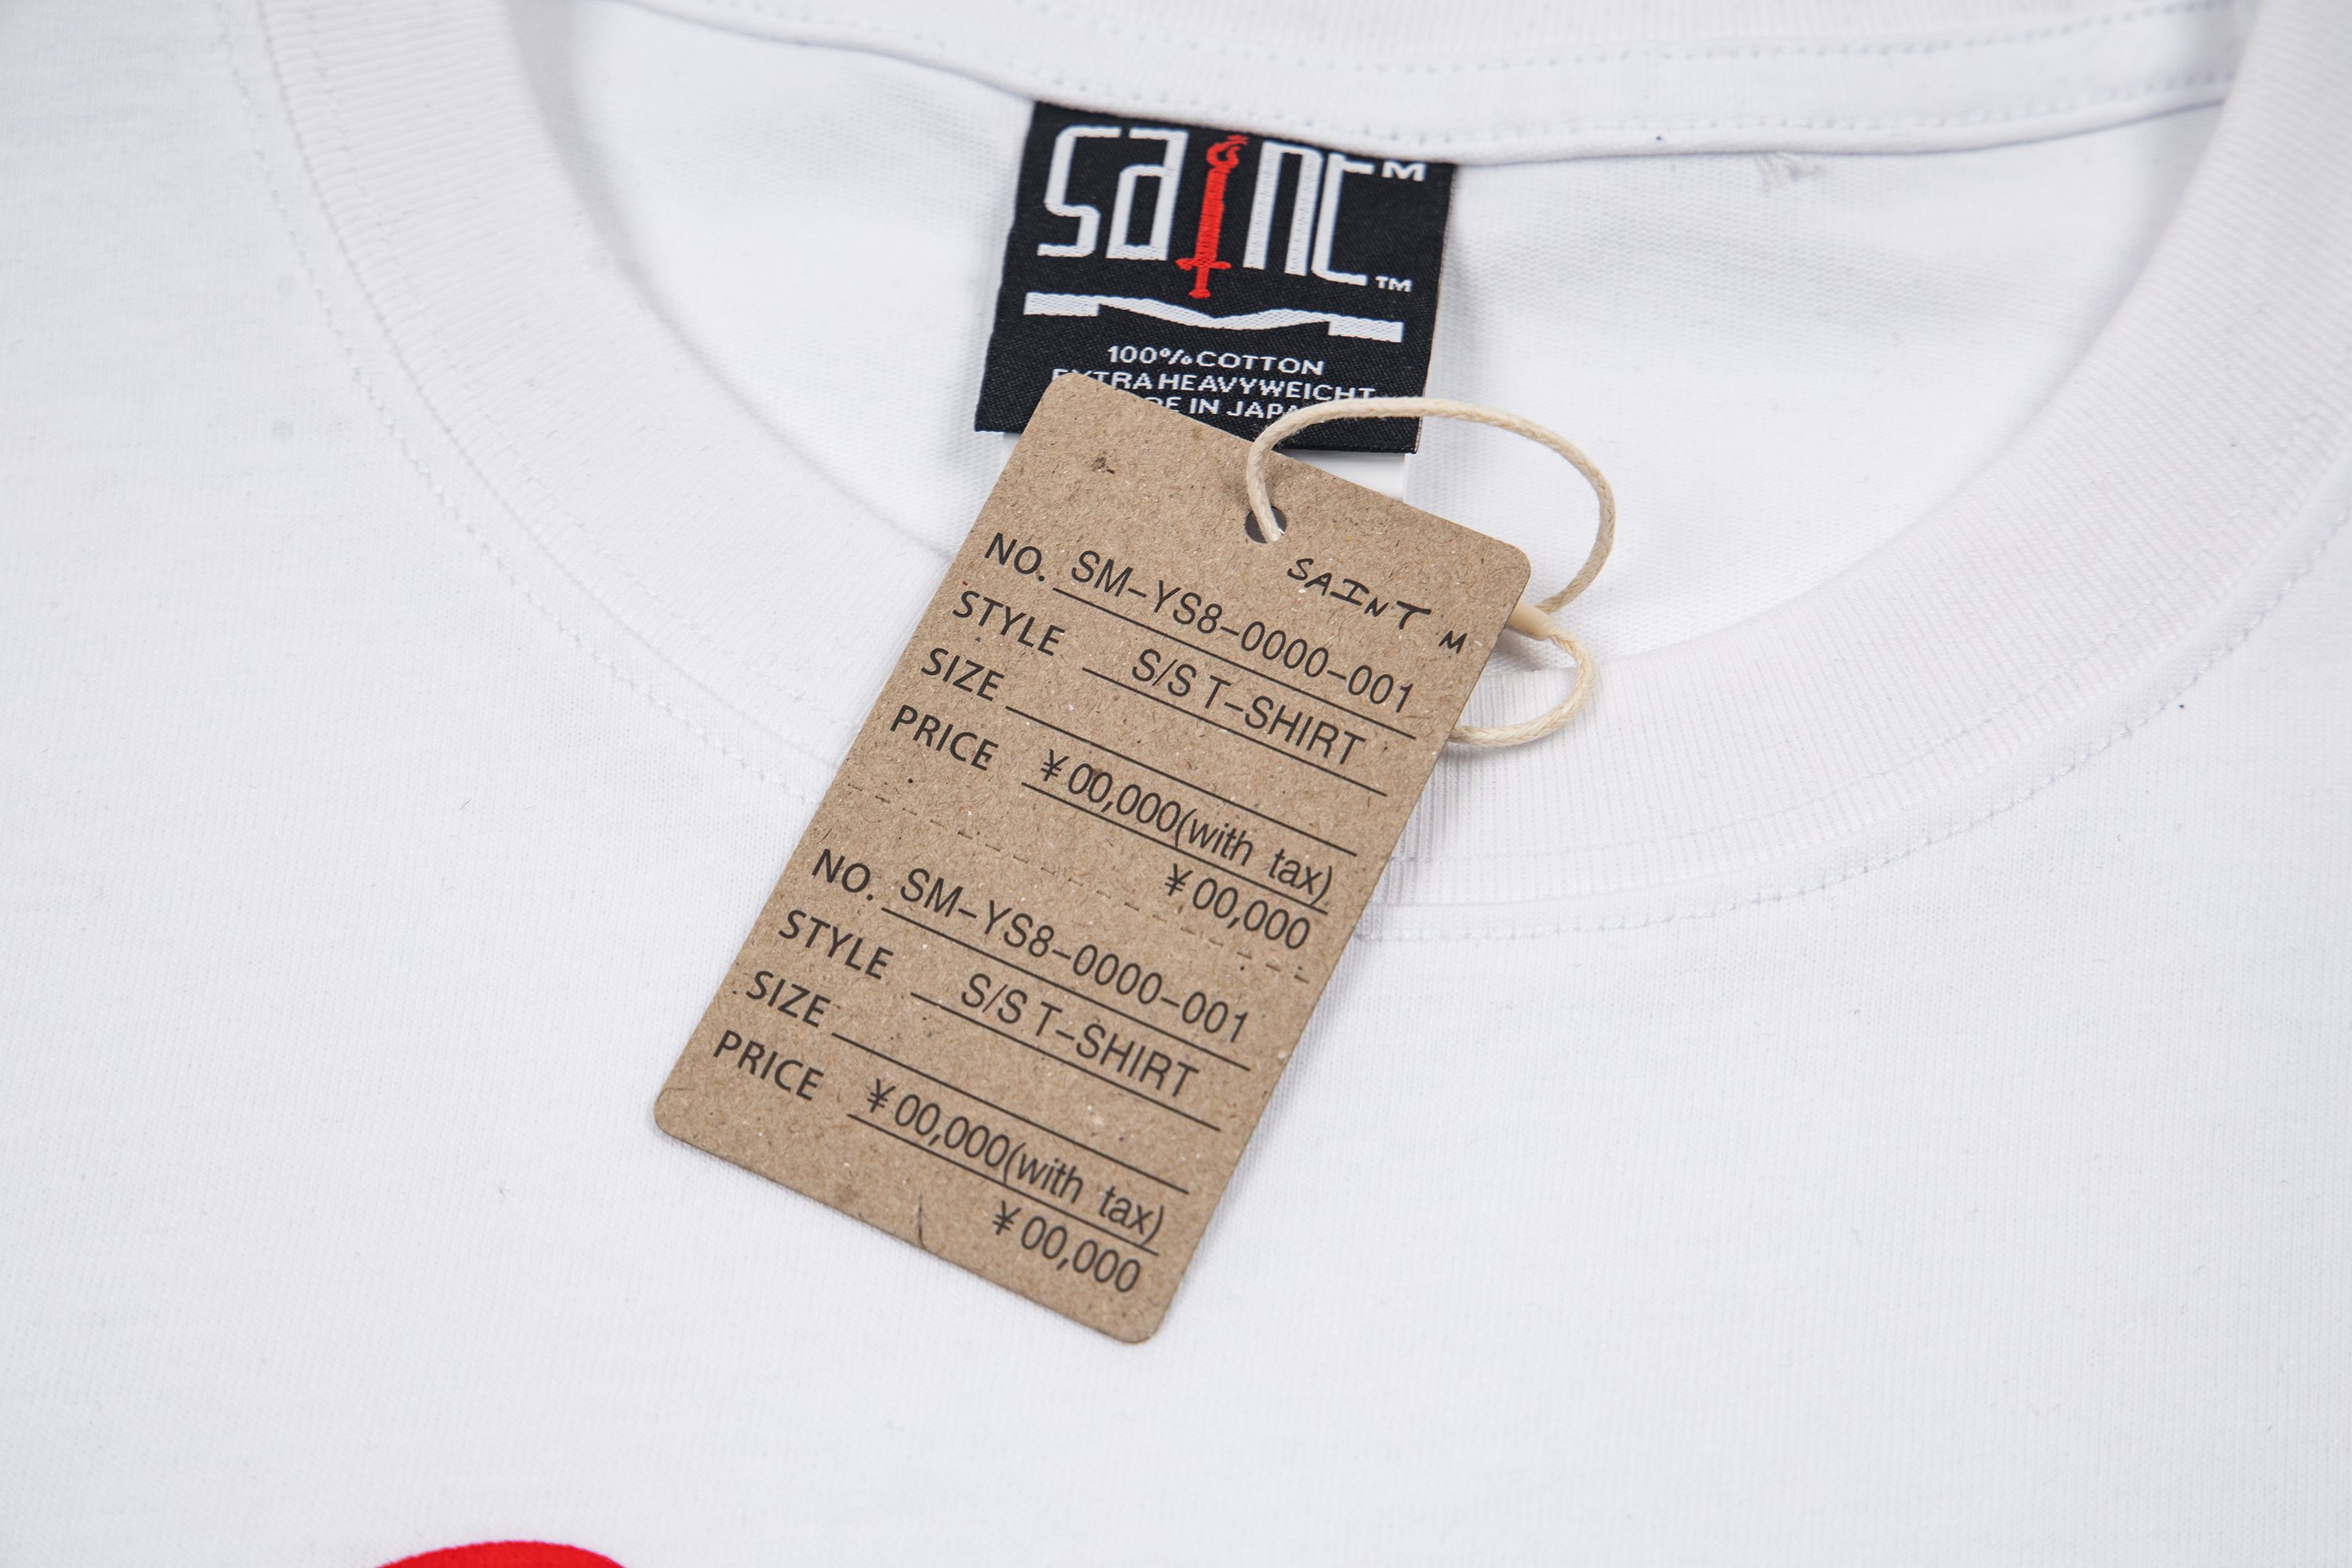 saint M
TM
100% COTTON
EXTRA HEAVYWEIGHT
IN
SAINT M
NO. SM-YS8-0000-001
STYLE S/S T-SHIRT
SIZE
PRICE ¥00,000(with tax)
¥00,000
NO. SM-YS8-0000-001
STYLE S/S T-SHIRT
SIZE
PRICE ¥00,000(with tax)
¥00,000